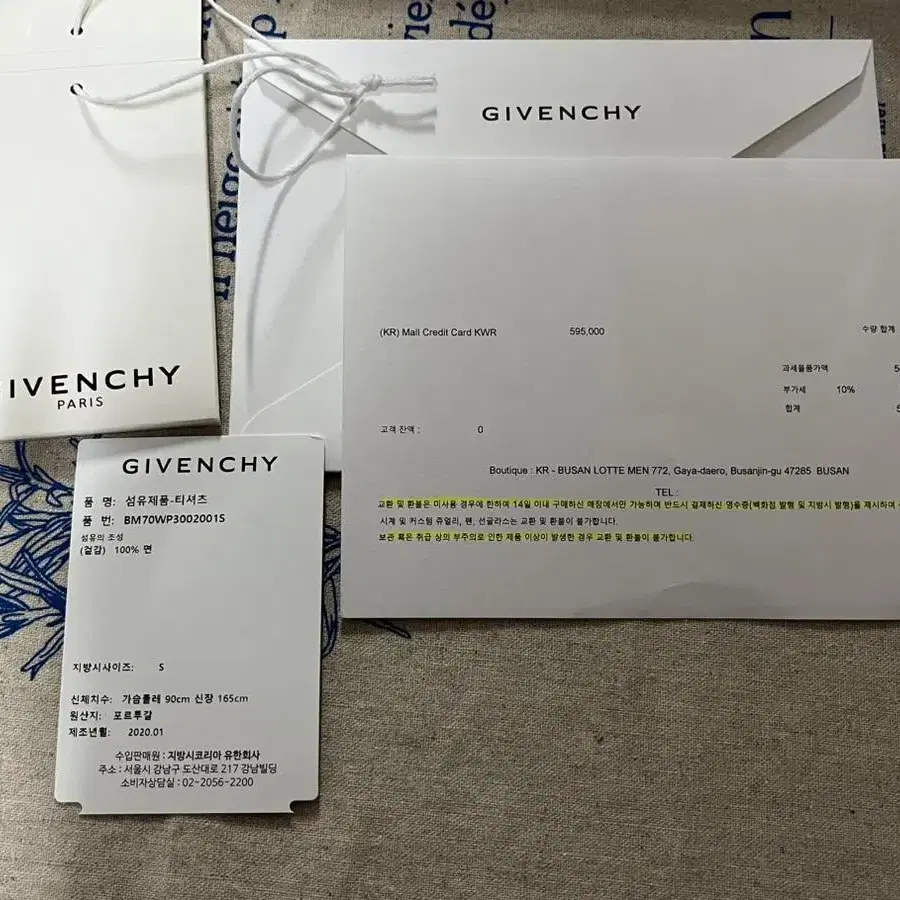 GIVENCHY
GIVENCHY
PARIS
(KR) Mall Credit Card KWR 595,000 수량 합계
과세물품가액 5
부가세 10%
합계 5
고객 잔액 : 0
Boutique : KR - BUSAN LOTTE MEN 772, Gaya-daero, Busanjin-gu 47285 BUSAN
TEL :
교환 및 환불은 미사용 경우에 한하여 14일 이내 구매하신 매장에서만 가능하며 반드시 결제하신 영수증(백화점 발행 및 지방시 발행)을 제시하여
시계 및 커스텀 쥬얼리, 펜, 선글라스는 교환 및 환불이 불가합니다.
보관 혹은 취급 상의 부주의로 인한 제품 이상이 발생한 경우 교환 및 환불이 불가합니다.
GIVENCHY
품 명: 섬유제품-티셔츠
품 번: BM70WP3002001S
섬유의 조성
(겉감) 100% 면
지방시사이즈: S
신체치수: 가슴둘레 90cm 신장 165cm
원산지: 포르투갈
제조년월: 2020.01
수입판매원 : 지방시코리아 유한회사
주소 : 서울시 강남구 도산대로 217 강남빌딩
소비자상담실 : 02-2056-2200